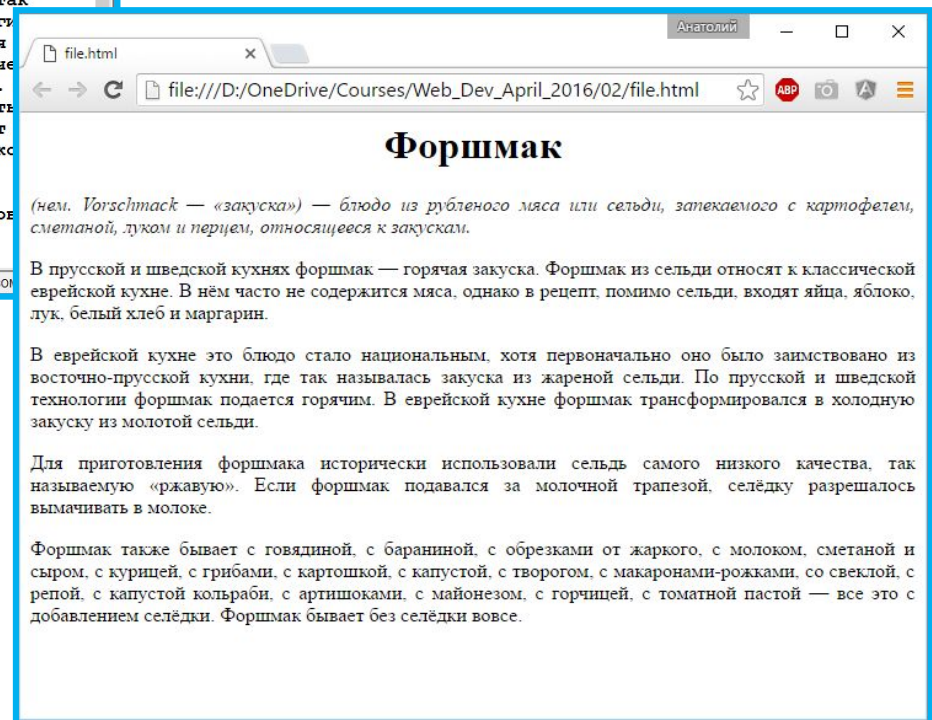 Анатолий
file.html
file:///D:/OneDrive/Courses/Web_Dev_April_2016/02/file.html
ABP
Форшмак
(нем. Vorschmack — «закуска») — блюдо из рубленого мяса или сельди, запекаемого с картофелем,
сметаной, луком и перцем, относящееся к закускам.
В прусской и шведской кухнях форшмак — горячая закуска. Форшмак из сельди относят к классической
еврейской кухне. В нём часто не содержится мяса, однако в рецепт, помимо сельди, входят яйца, яблоко,
лук, белый хлеб и маргарин.
В еврейской кухне это блюдо стало национальным, хотя первоначально оно было заимствовано из
восточно-прусской кухни, где так называлась закуска из жареной сельди. По прусской и шведской
технологии форшмак подается горячим. В еврейской кухне форшмак трансформировался в холодную
закуску из молотой сельди.
Для приготовления форшмака исторически использовали сельдь самого низкого качества, так
называемую «ржавую». Если форшмак подавался за молочной трапезой, селёдку разрешалось
вымачивать в молоке.
Форшмак также бывает с говядиной, с бараниной, с обрезками от жаркого, с молоком, сметаной и
сыром, с курицей, с грибами, с картошкой, с капустой, с творогом, с макаронами-рожками, со свеклой, с
репой, с капустой кольраби, с артишоками, с майонезом, с горчицей, с томатной пастой — все это с
добавлением селёдки. Форшмак бывает без селёдки вовсе.